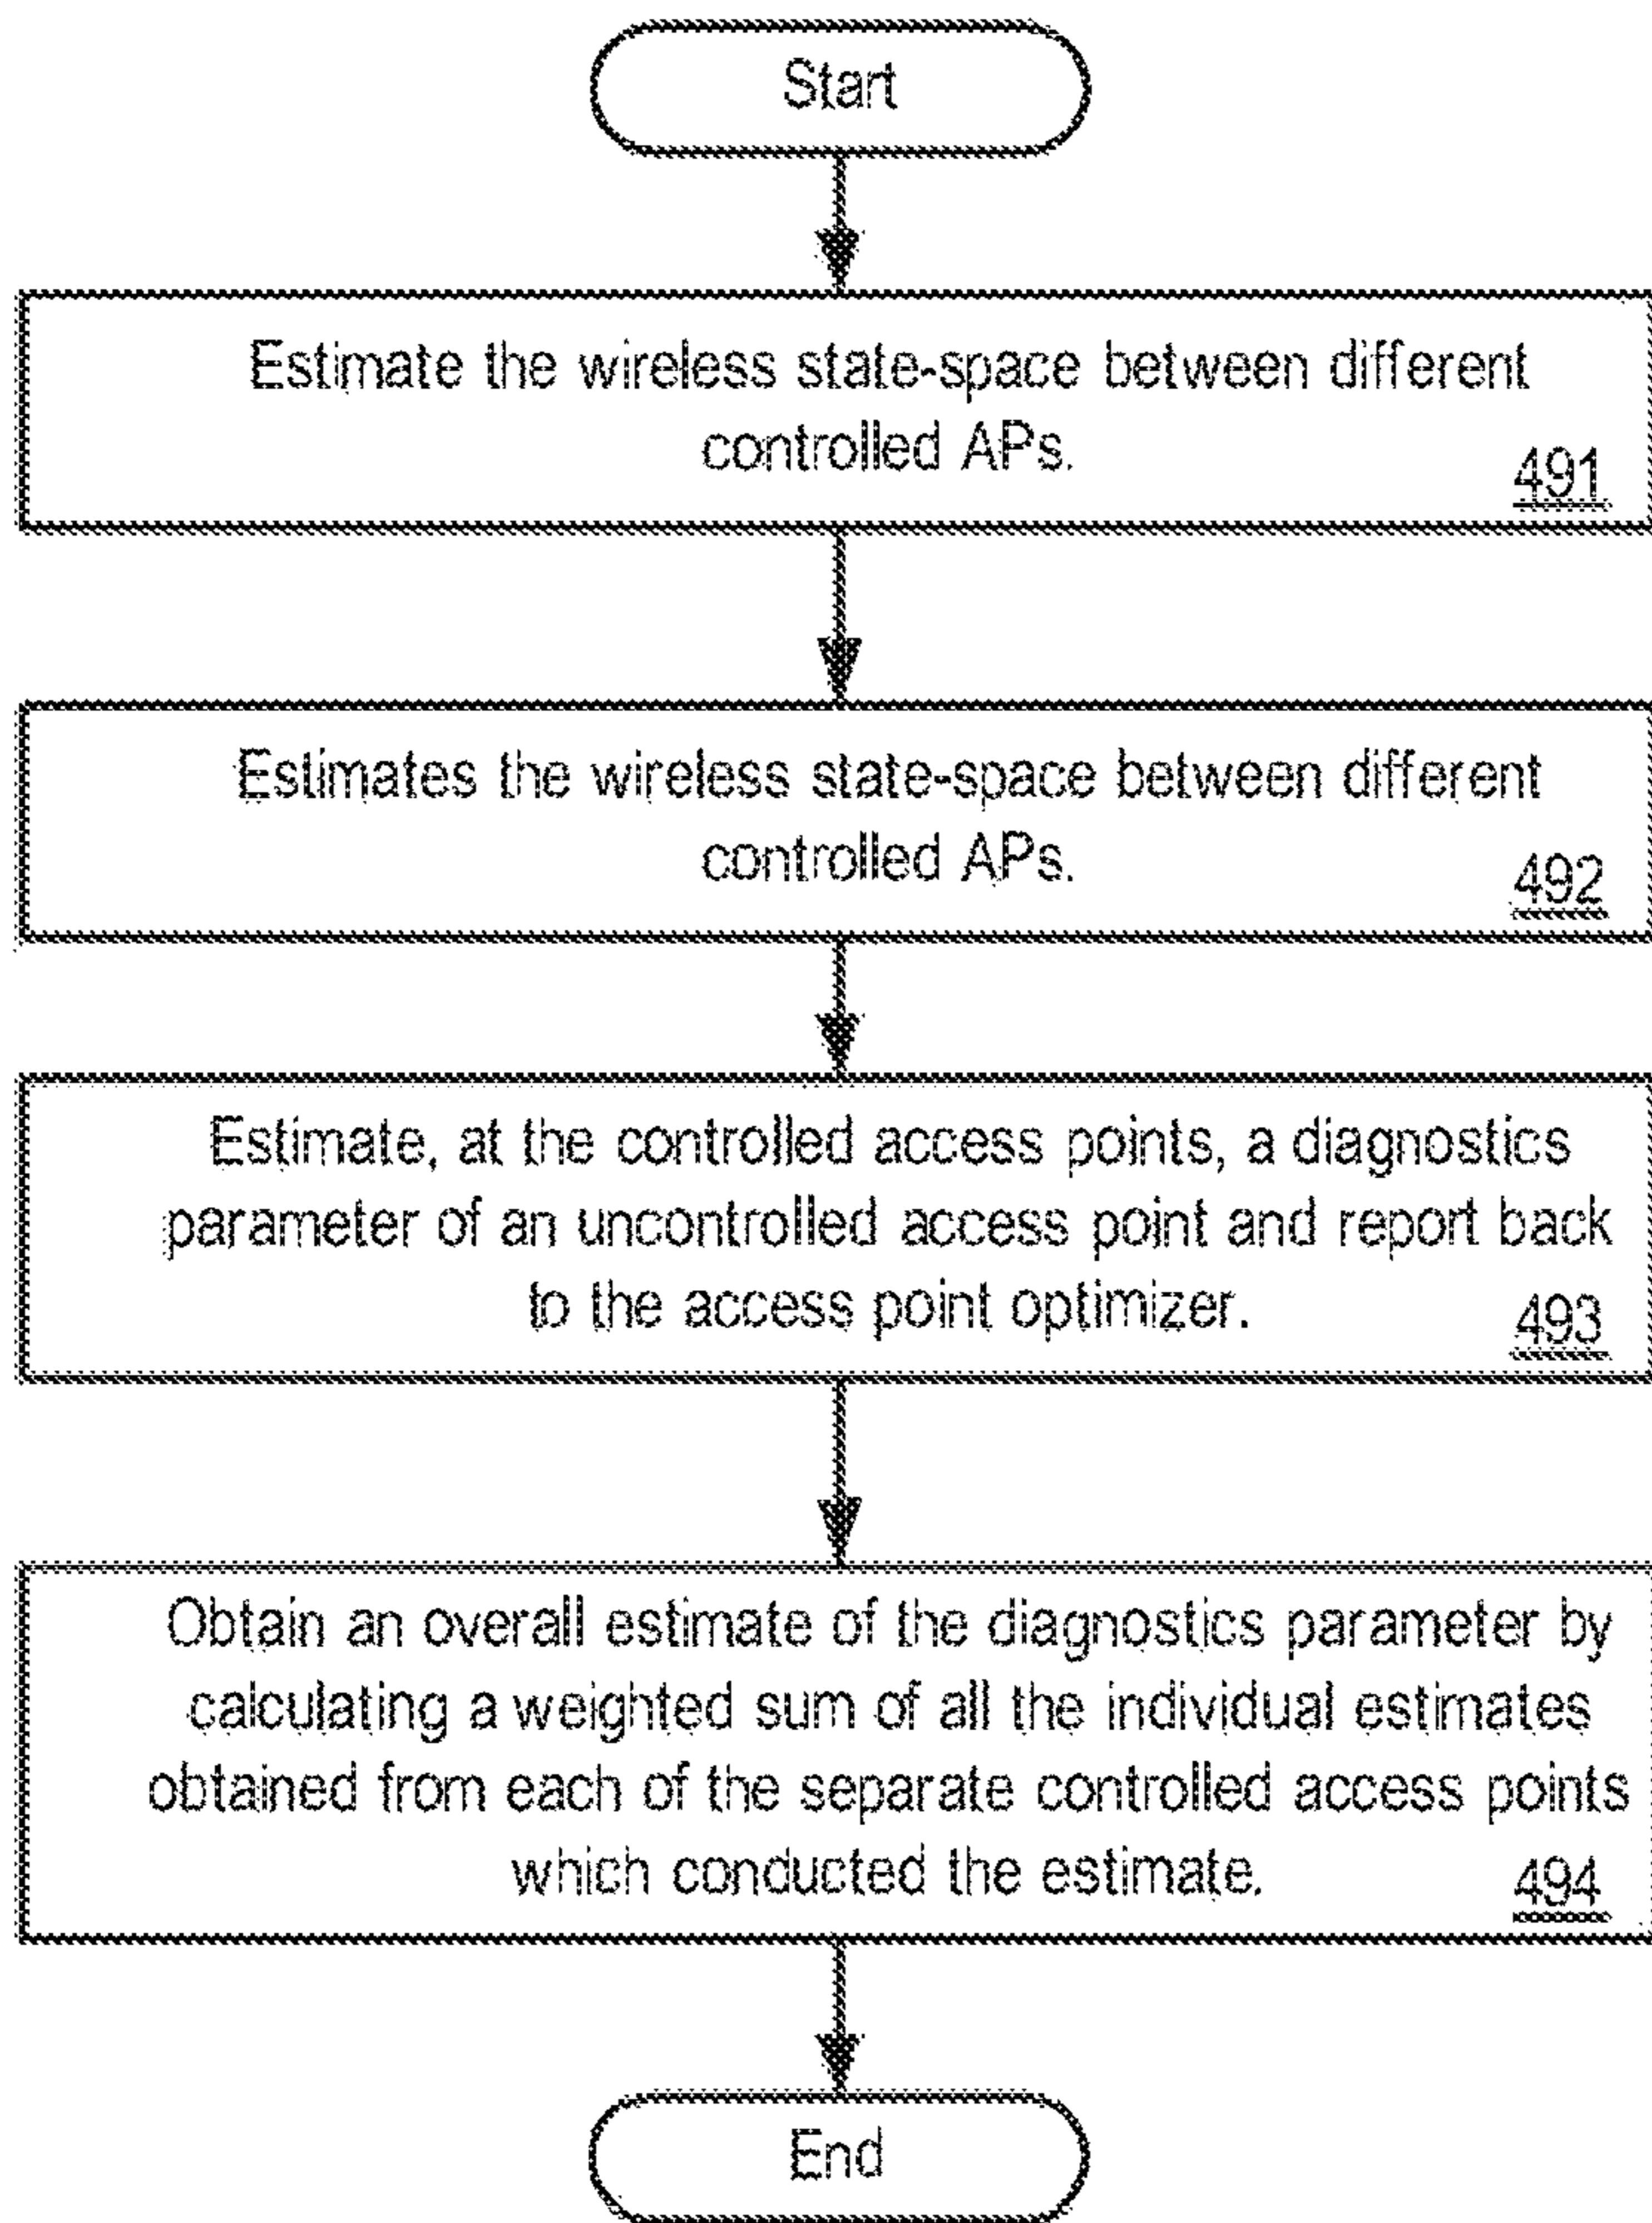 Start
Estimate the wireless state-space between different
controlled APs.
491
Estimates the wireless state-space between different
controlled APs.
492
Estimate, at the controlled access points, a diagnostics
parameter of an uncontrolled access point and report back
to the access point optimizer.
493
Obtain an overall estimate of the diagnostics parameter by
calculating a weighted sum of all the individual estimates
obtained from each of the separate controlled access points
which conducted the estimate.
494
End